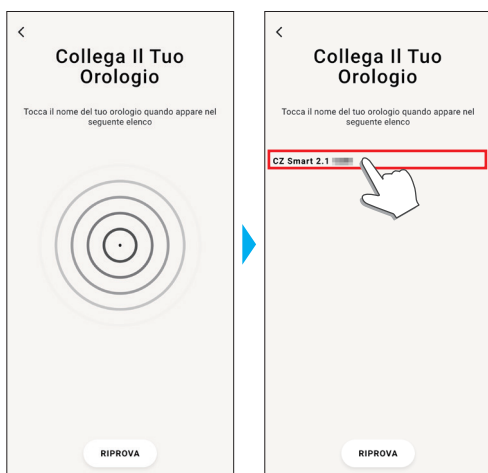 Collega Il Tuo
Orologio
Tocca il nome del tuo orologio quando appare nel
seguente elenco
RIPROVA
Collega Il Tuo
Orologio
Tocca il nome del tuo orologio quando appare nel
seguente elenco
CZ Smart 2.1
RIPROVA